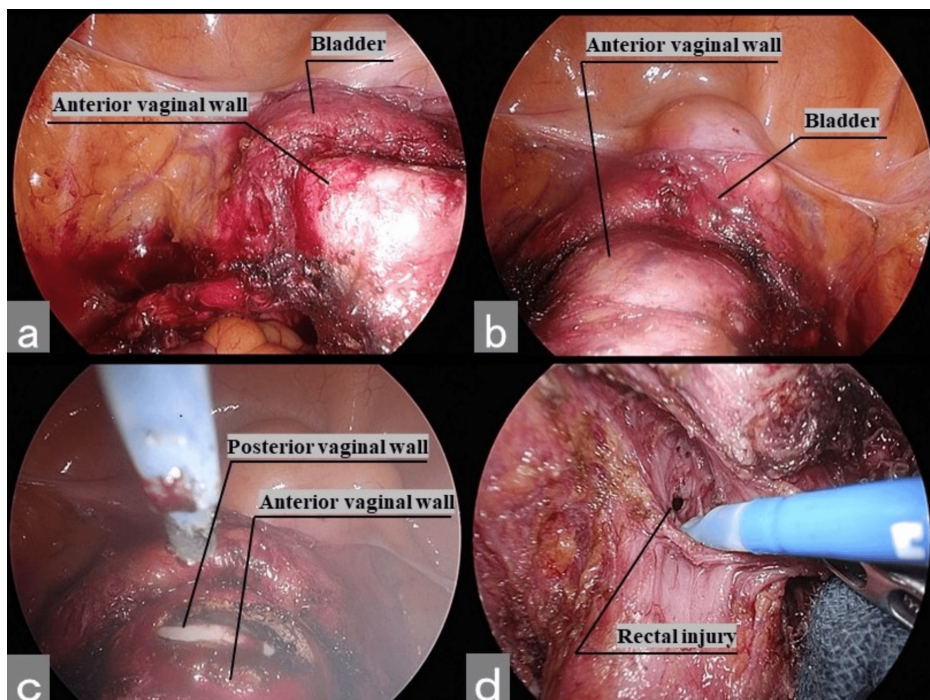 Bladder
Anterior vaginal wall
a
Anterior vaginal wall
Bladder
b
Posterior vaginal wall
Anterior vaginal wall
c
Rectal injury
d